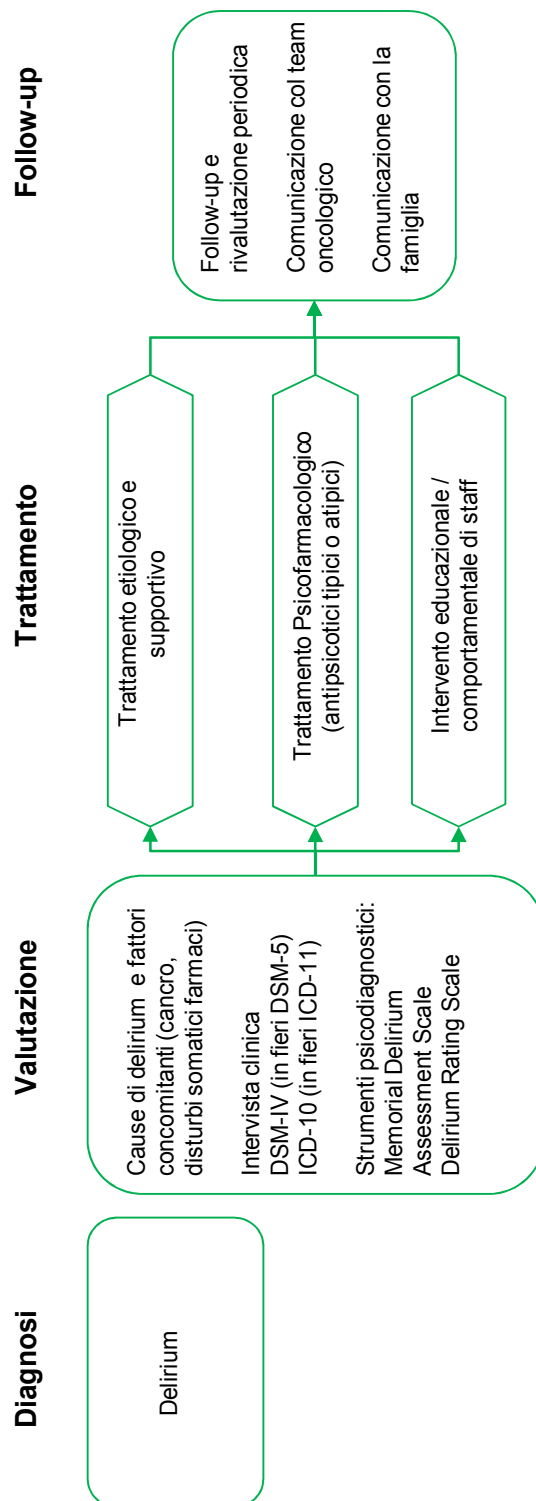 Diagnosi
Valutazione
Trattamento
Follow-up
Delirium
Cause di delirium e fattori
concomitanti (cancro,
disturbi somatici farmaci)
Intervista clinica
DSM-IV (in fieri DSM-5)
ICD-10 (in fieri ICD-11)
Strumenti psicodiagnostici:
Memorial Delirium
Assessment Scale
Delirium Rating Scale
Trattamento etiologico e
supportivo
Trattamento Psicofarmacologico
(antipsicotici tipici o atipici)
Intervento educazionale /
comportamentale di staff
Follow-up e
rivalutazione periodica
Comunicazione col team
oncologico
Comunicazione con la
famiglia